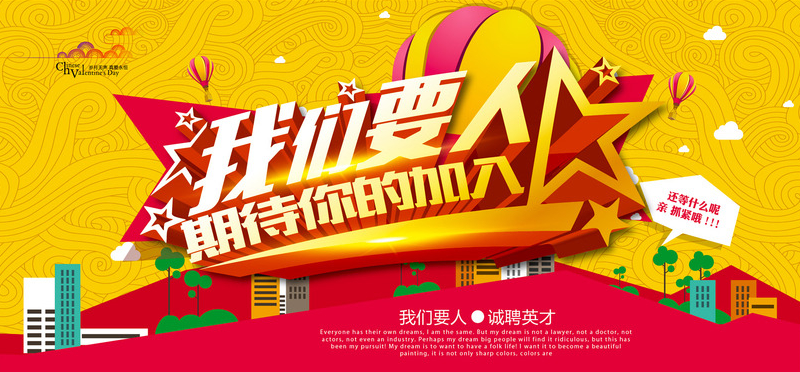 Chinese
Valentine's Day
我们要人
期待你的加入
还等什么呢
亲 抓紧哦 !!!
我们要人●诚聘英才
Everyone has their own dreams, I am the same. But my dream is not a lawyer, not a doctor, not
actors, not even an industry. Perhaps my dream big people will find it ridiculous, but this has
been my pursuit! My dream is to want to have a folk life! I want it to become a beautiful
painting, it is not only sharp colors, colors are